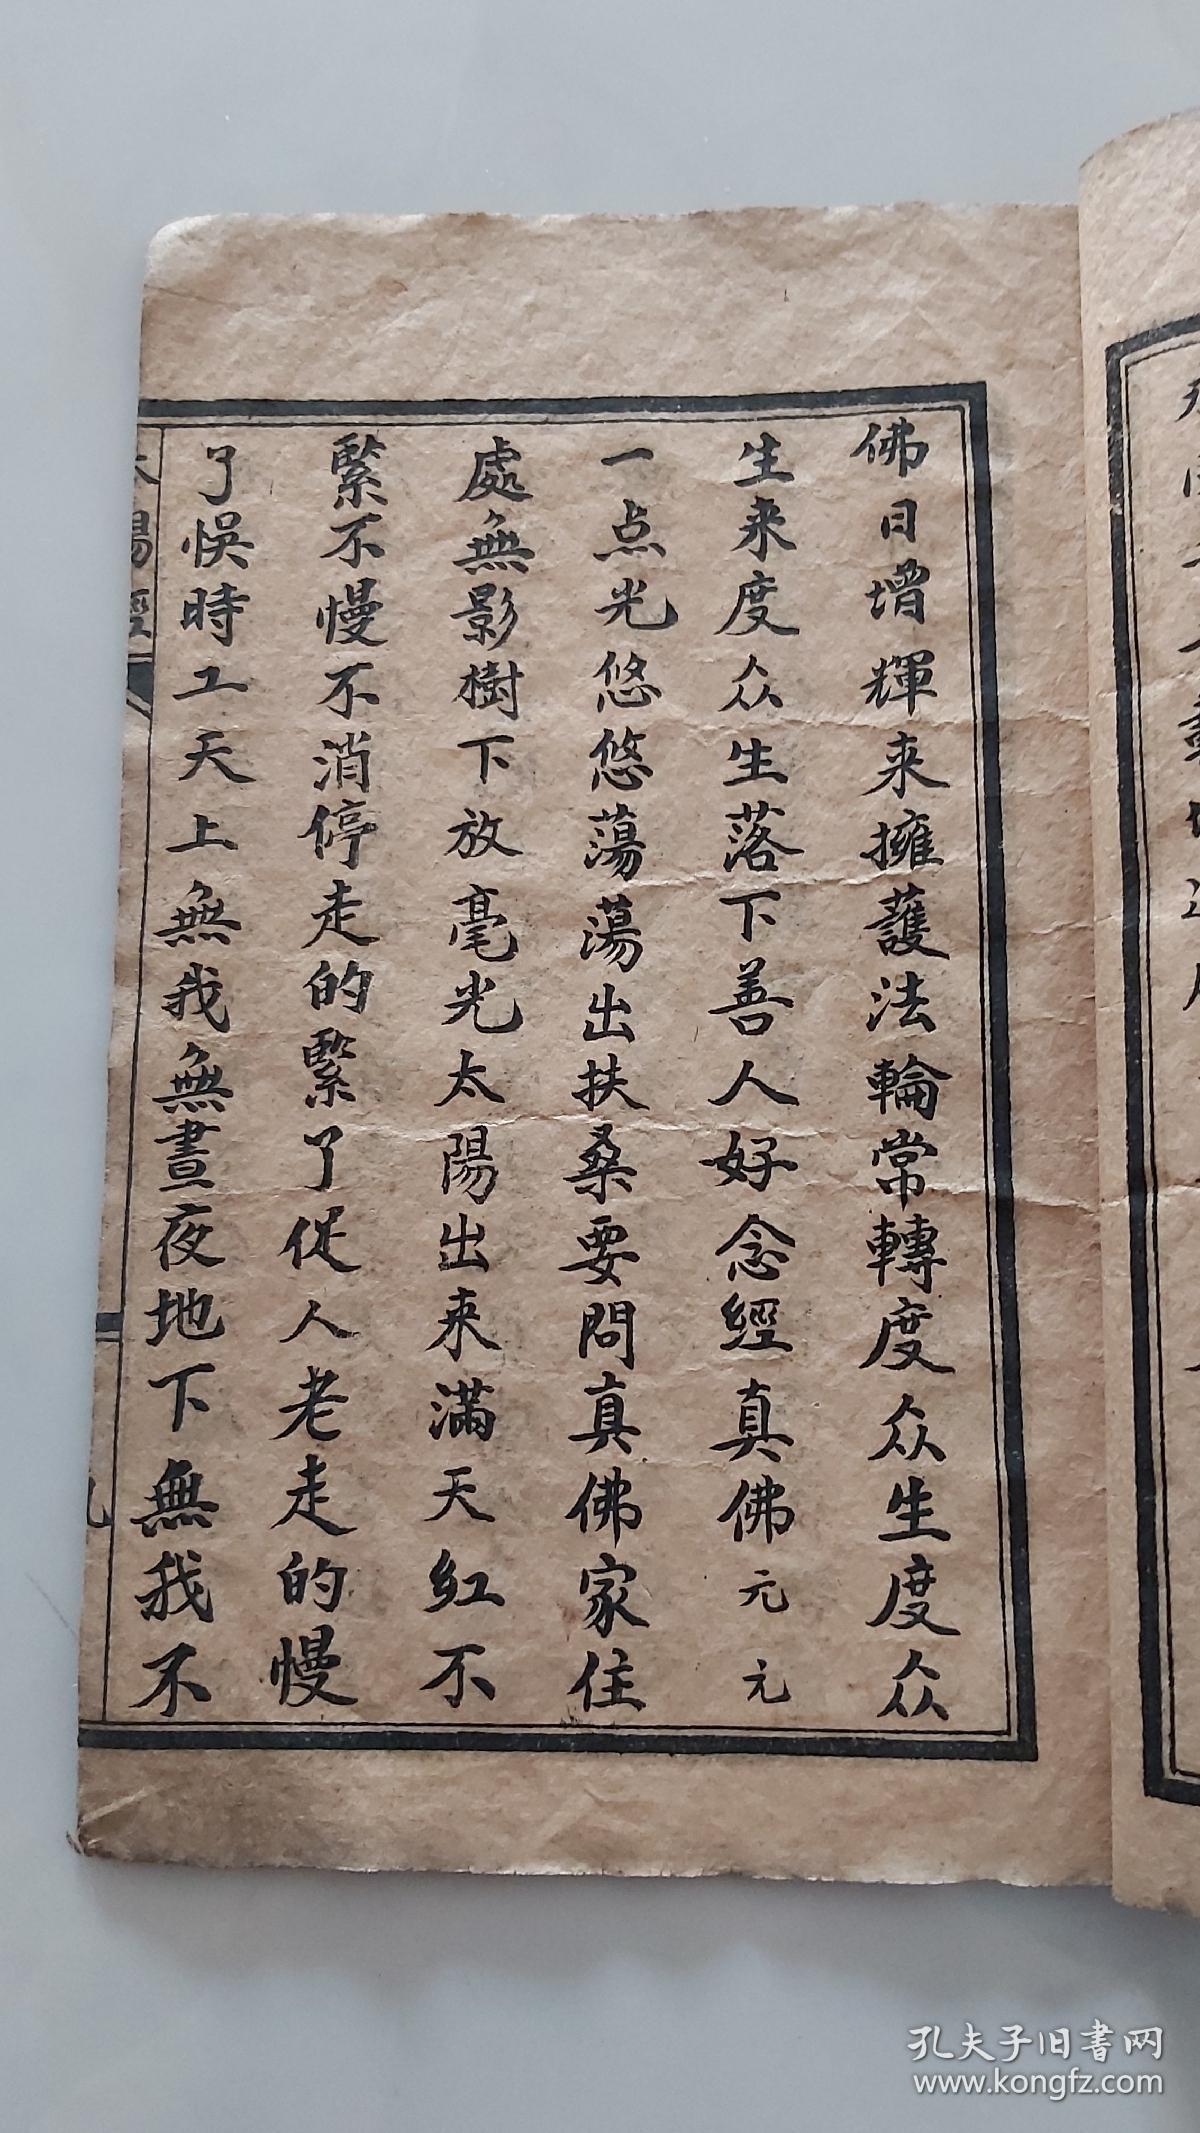 佛日增輝来擁護法輪常轉度众生度众
生来度众生落下善人好念經真佛元元
一点光悠悠蕩蕩出扶桑要問真佛家住
處無影樹下放毫光太陽出来滿天紅不
緊不慢不消停走的緊了促人老走的慢
了悞時工天上無我無晝夜地下無我不
太陽經
九
孔夫子旧书网
www.kongfz.com